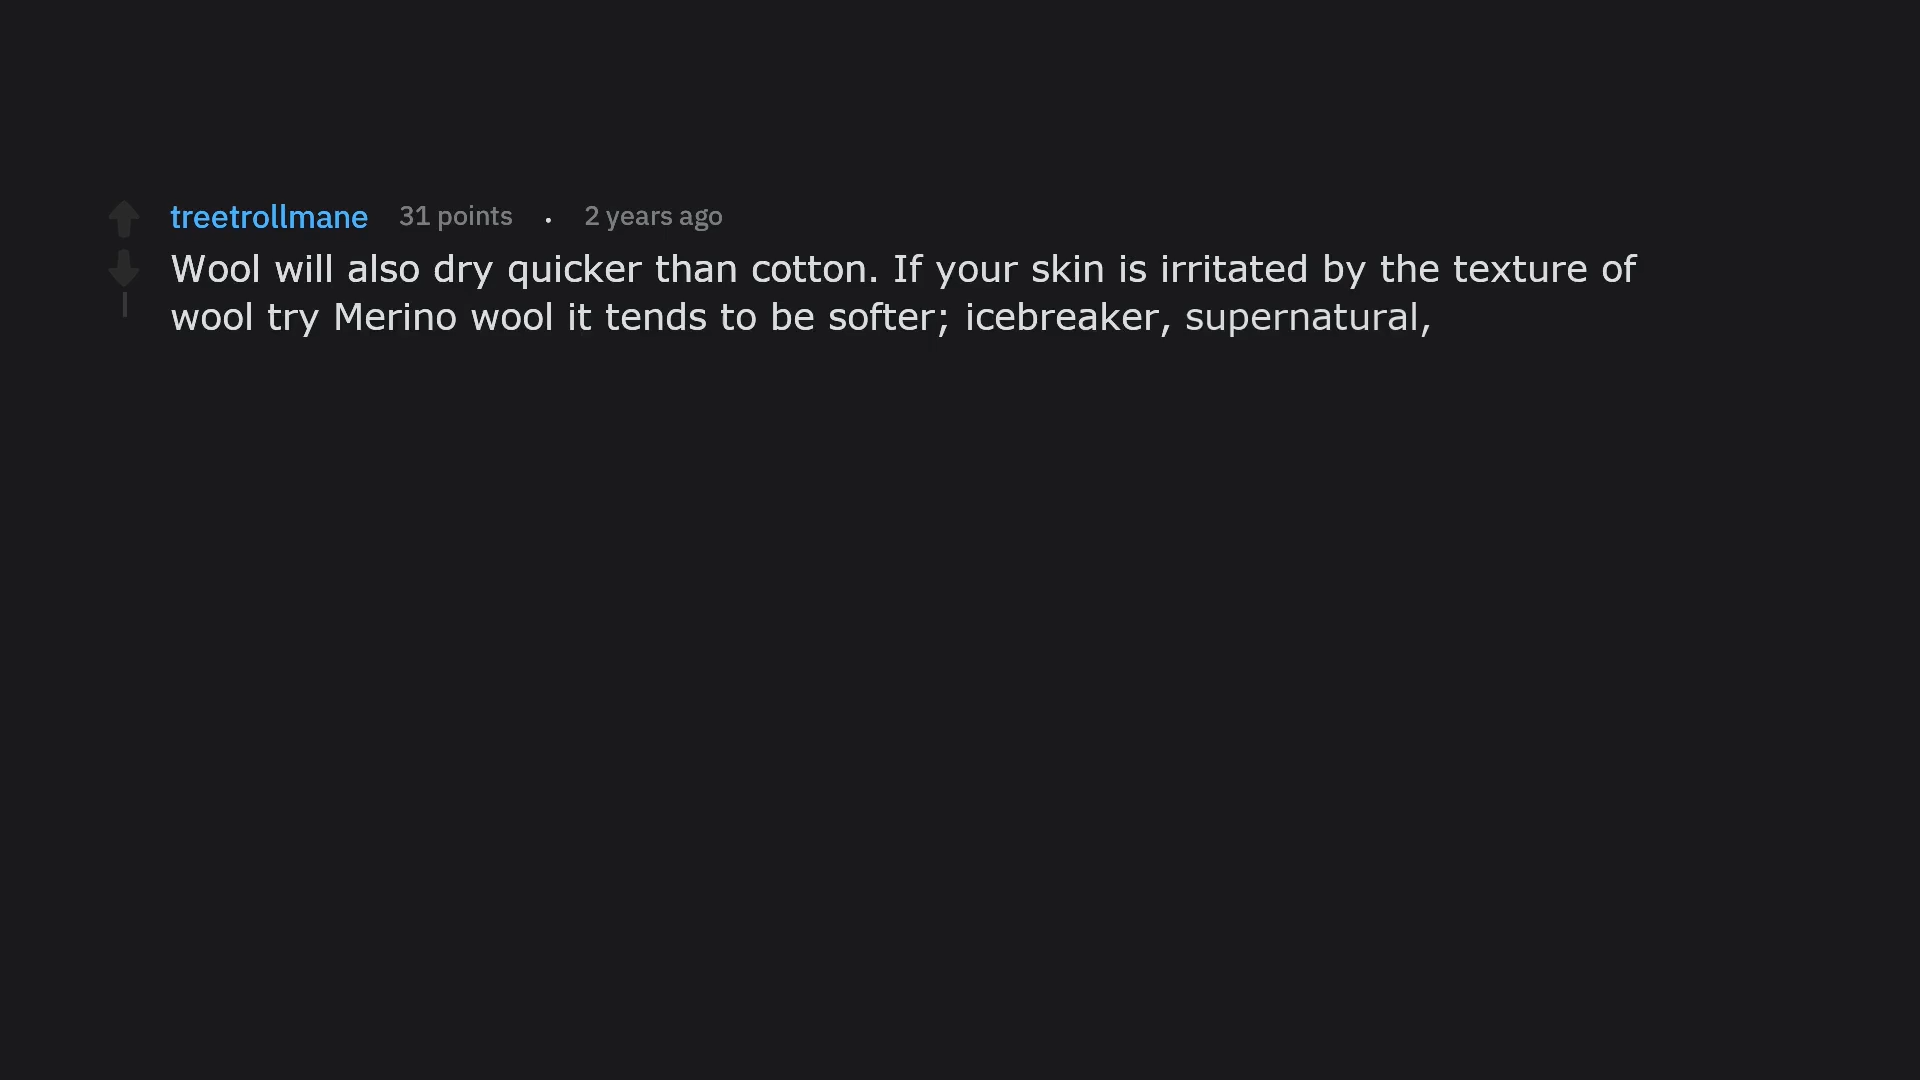 treetrollmane 31 points . 2 years ago
Wool will also dry quicker than cotton. If your skin is irritated by the texture of
wool try Merino wool it tends to be softer; icebreaker, supernatural,